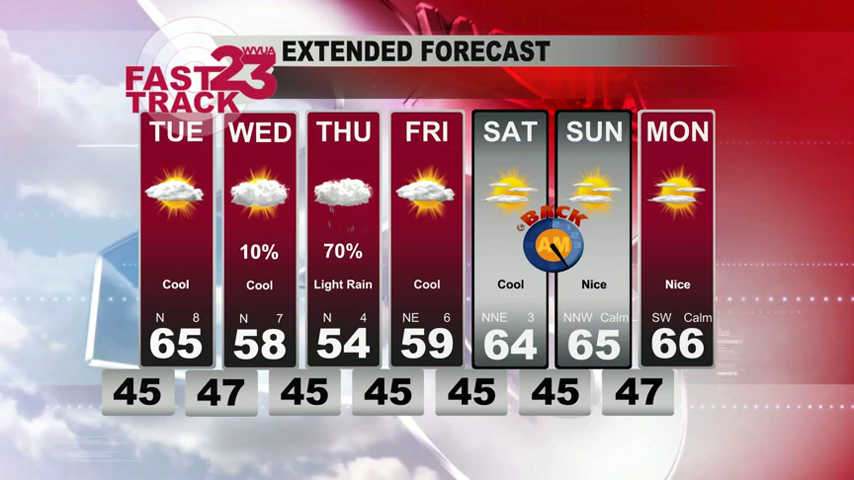 WVUA
23
FAST
TRACK
EXTENDED FORECAST
TUE WED THU FRI SAT SUN MON
10% 70%
BACK
AM
Cool Cool Light Rain Cool Cool Nice Nice
N 8 N 7 N 4 NE 6 NNE 3 NNW Calm SW Calm
65 58 54 59 64 65 66
45 47 45 45 45 45 47